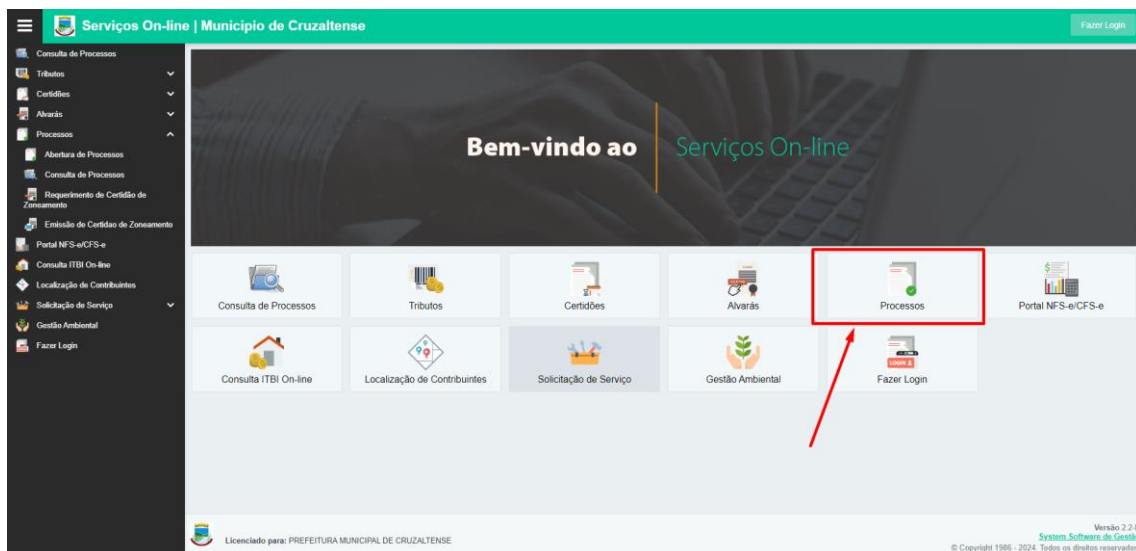 Serviços On-line | Municipio de Cruzaltense
Fazer Login
Consulta de Processos
Tributos
Certidões
Alvarás
Processos
Abertura de Processos
Consulta de Processos
Requerimento de Certidão de
Zoneamento
Emissão de Certidao de Zoneamento
Portal NFS-e/CFS-e
Consulta ITBI On-line
Localização de Contribuintes
Solicitação de Serviço
Gestão Ambiental
Fazer Login
Bem-vindo ao Serviços On-line
Consulta de Processos
Tributos
Certidões
Alvarás
Processos
Portal NFS-e/CFS-e
Consulta ITBI On-line
Localização de Contribuintes
Solicitação de Serviço
Gestão Ambiental
LOGIN
Fazer Login
Licenciado para: PREFEITURA MUNICIPAL DE CRUZALTENSE
Versão 2.2-
System Software de Gestã
© Copyright 1986 - 2024. Todos os direitos reservado